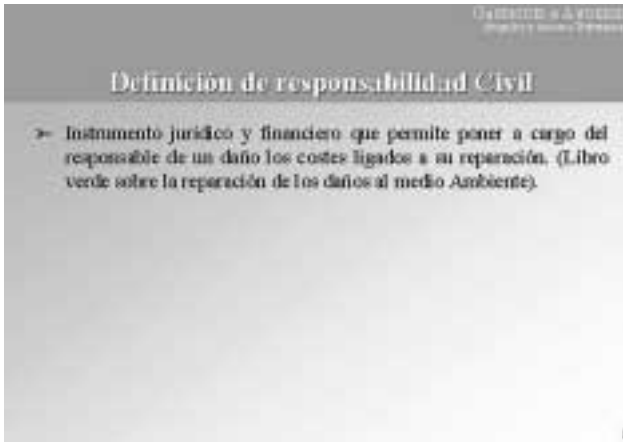 Definición de responsabilidad Civil
➢ Instrumento jurídico y financiero que permite poner a cargo del
responsable de un daño los costes ligados a su reparación. (Libro
verde sobre la reparación de los daños al medio Ambiente).